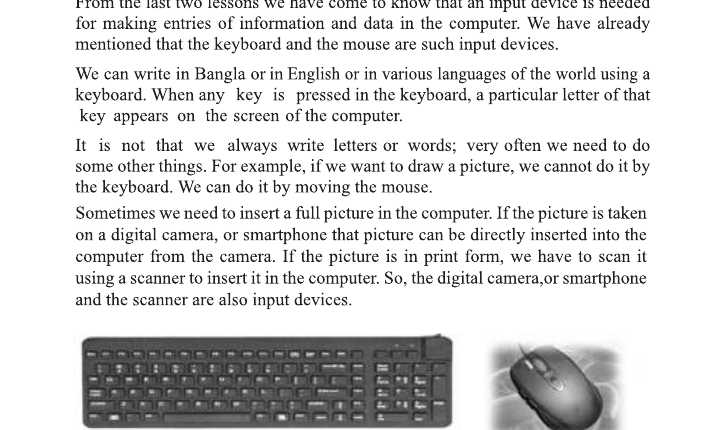 From the last two lessons we have come to know that an input device is needed
for making entries of information and data in the computer. We have already
mentioned that the keyboard and the mouse are such input devices.
We can write in Bangla or in English or in various languages of the world using a
keyboard. When any key is pressed in the keyboard, a particular letter of that
key appears on the screen of the computer.
It is not that we always write letters or words; very often we need to do
some other things. For example, if we want to draw a picture, we cannot do it by
the keyboard. We can do it by moving the mouse.
Sometimes we need to insert a full picture in the computer. If the picture is taken
on a digital camera, or smartphone that picture can be directly inserted into the
computer from the camera. If the picture is in print form, we have to scan it
using a scanner to insert it in the computer. So, the digital camera,or smartphone
and the scanner are also input devices.